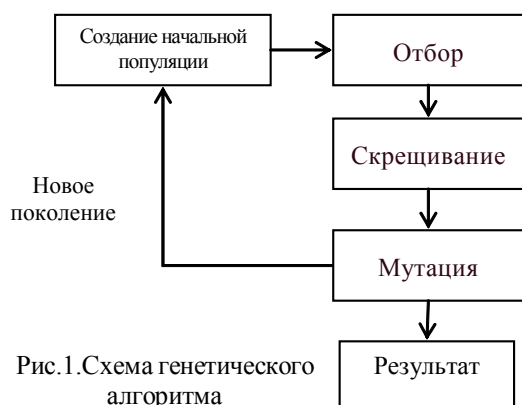 Создание начальной
популяции
Отбор
Скрещивание
Новое
поколение
Мутация
Рис.1.Схема генетического
алгоритма
Результат